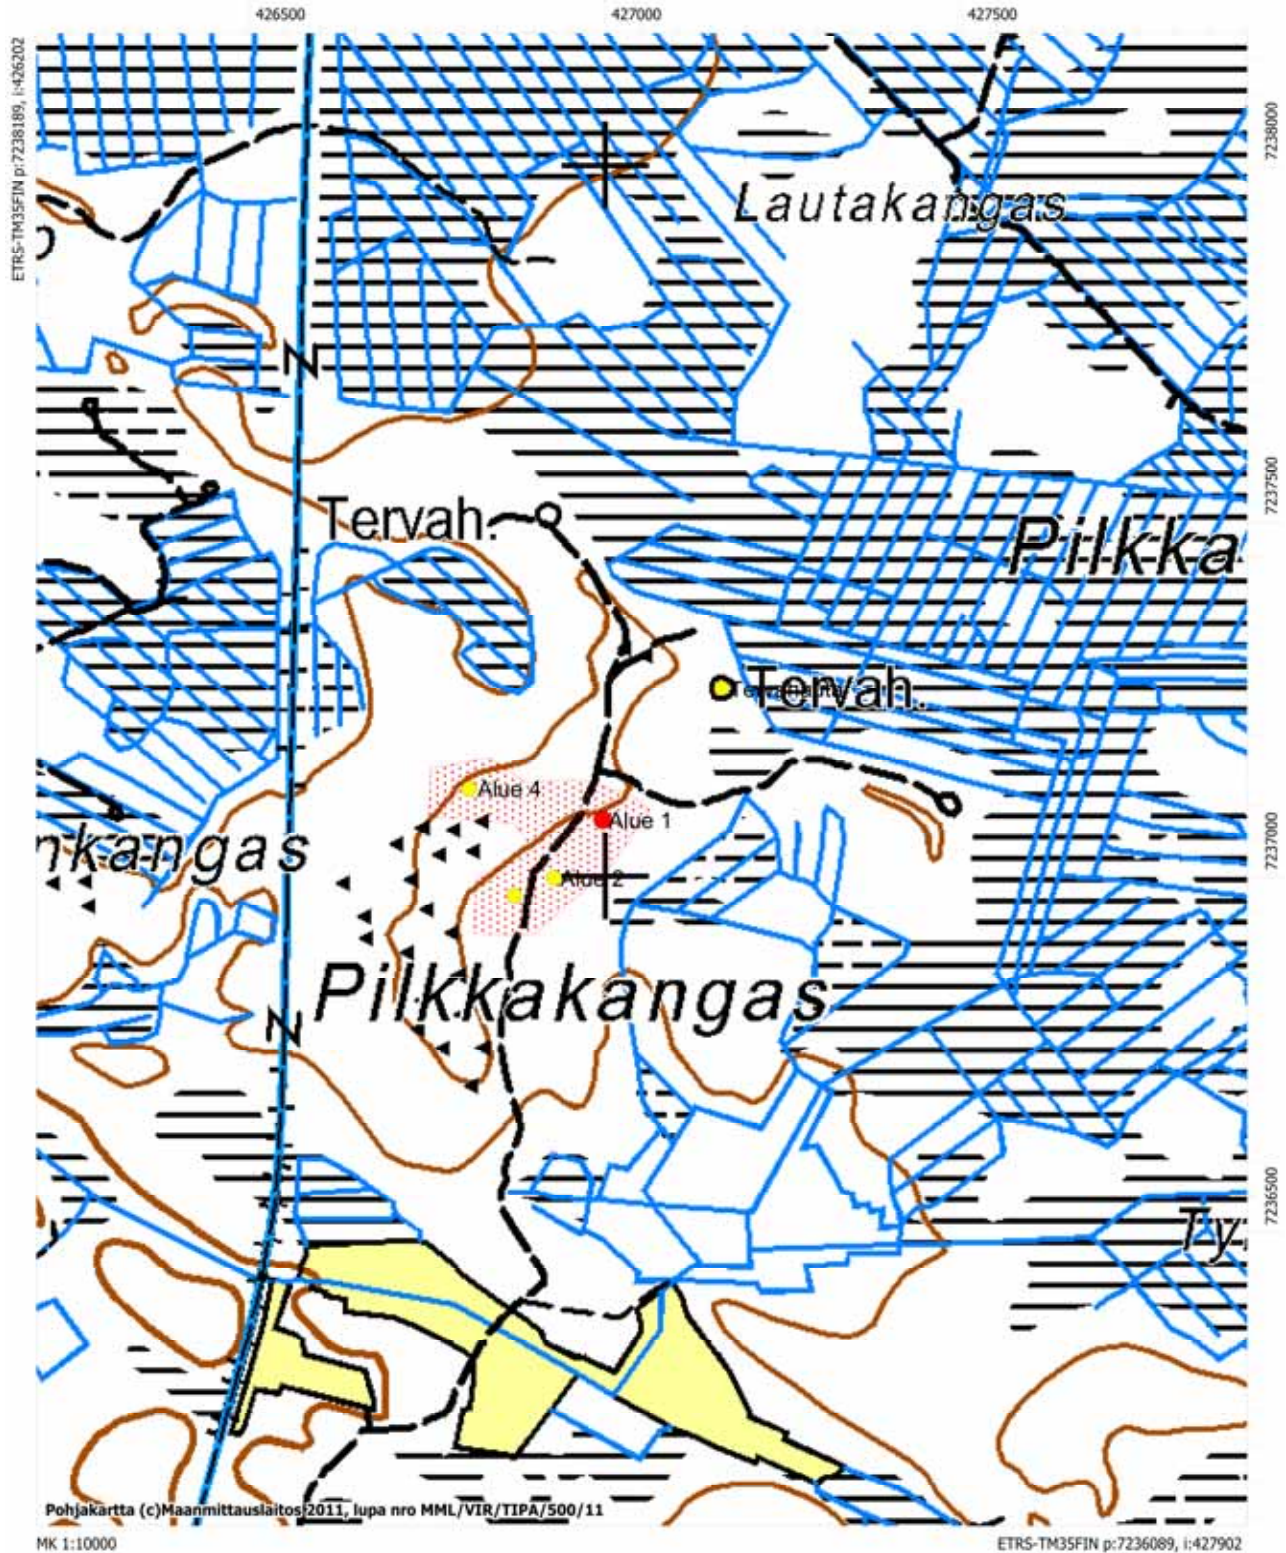 426500 427000 427500
ETRS-TM35FIN p:7238189, i:426202
7238000
Lautakangas
N
7237500
Tervah.
Pilkka
Tervah.
Alue 4
Alue 1
7237000
nkangas
Alue 2
Pilkkakangas
N
7236500
Ty
Pohjakartta (c)Maanmittauslaitos 2011, lupa nro MML/VIR/TIPA/500/11
MK 1:10000 ETRS-TM35FIN p:7236089, i:427902